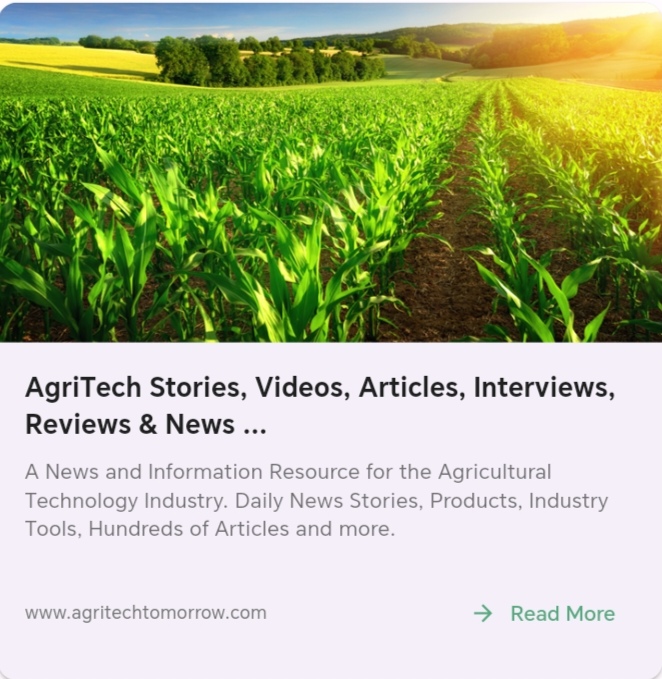 AgriTech Stories, Videos, Articles, Interviews,
Reviews & News ...
A News and Information Resource for the Agricultural
Technology Industry. Daily News Stories, Products, Industry
Tools, Hundreds of Articles and more.
www.agritechtomorrow.com
→ Read More